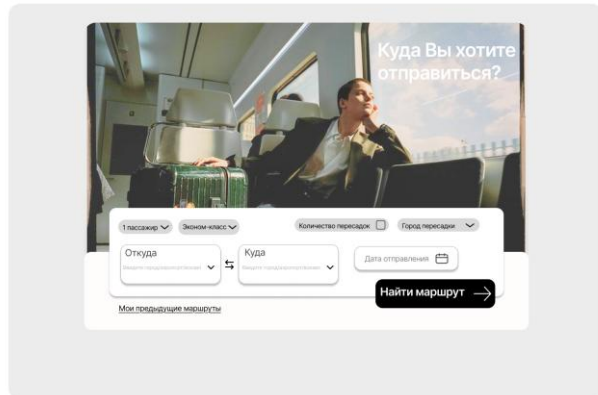 Куда Вы хотите
отправиться?
1 пассажир
Эконом-класс
Количество пересадок
Город пересадки
Откуда
Куда
Дата отправления
Найти маршрут
Мои предыдущие маршруты